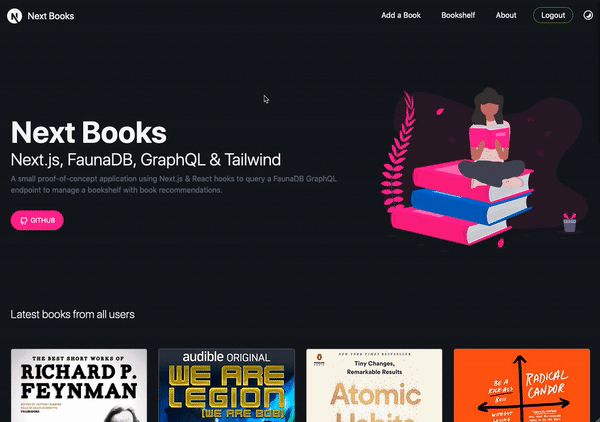 Next Books
Add a Book
Bookshelf
About
Logout
Next Books
Next.js, FaunaDB, GraphQL & Tailwind
A small proof-of-concept application using Next.js & React hooks to query a FaunaDB GraphQL
endpoint to manage a bookshelf with book recommendations.
GITHUB
Latest books from all users
THE BEST SHORT WORKS OF
RICHARD P.
FEYNMAN
audible ORIGINAL
WE ARE
LEGION
(WE ARE BOB)
Tiny Changes,
Remarkable Results
Atomic
Habits
BE A
KICK-ASS
BOSS
RADICAL
CANDOR
WITHOUT
LOSING